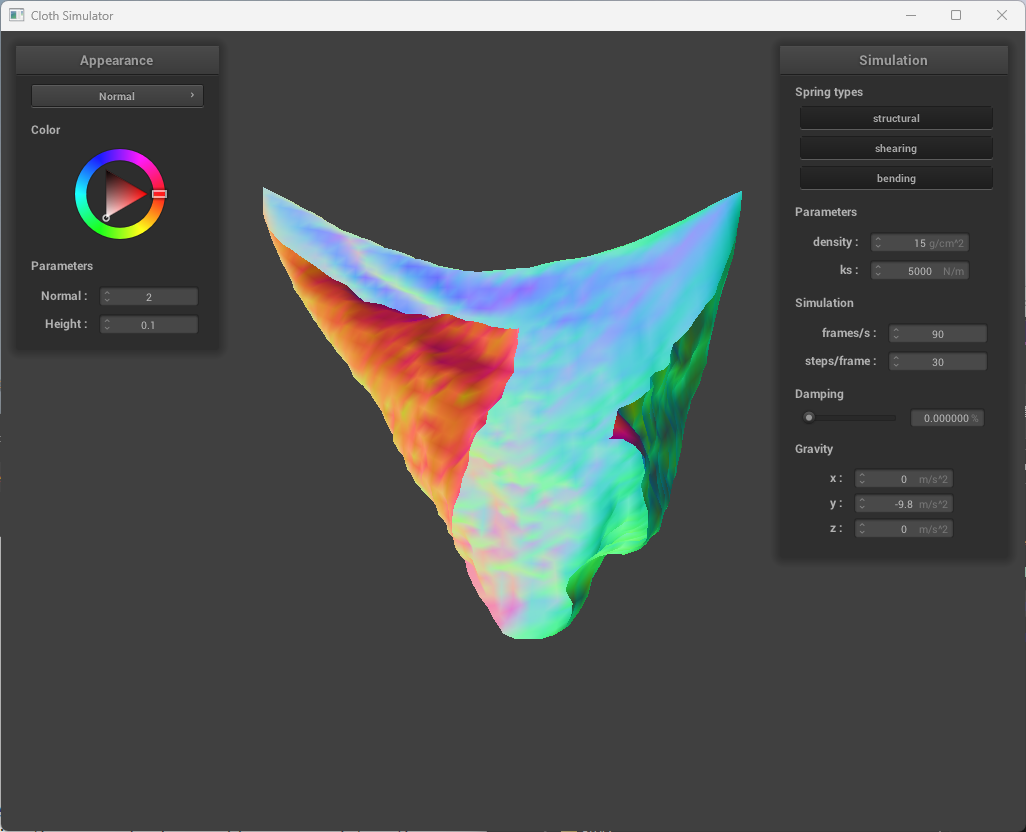 Cloth Simulator
Appearance
Normal
Color
Parameters
Normal : 2
Height : 0.1
Simulation
Spring types
structural
shearing
bending
Parameters
density : 15 g/cm^2
ks : 5000 N/m
Simulation
frames/s : 90
steps/frame : 30
Damping
0.000000 %
Gravity
x : 0 m/s^2
y : -9.8 m/s^2
z : 0 m/s^2